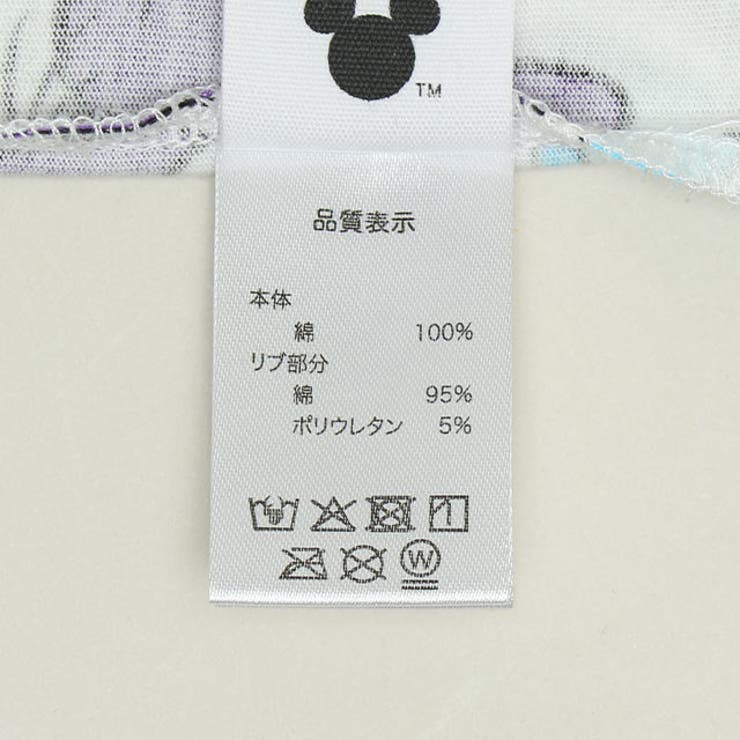 TM
品質表示
本体
綿 100%
リブ部分
綿 95%
ポリウレタン 5%
W